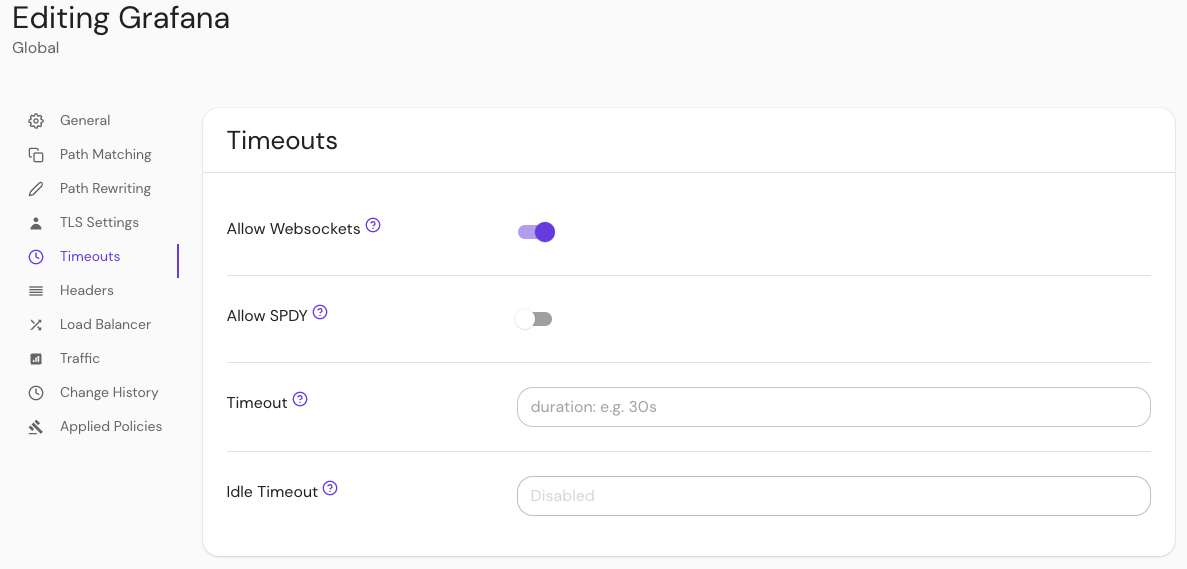 Editing Grafana
Global
General
Path Matching
Path Rewriting
TLS Settings
Timeouts
Headers
Load Balancer
Traffic
Change History
Applied Policies
Timeouts
Allow Websockets ?
Allow SPDY ?
Timeout ?
duration: e.g. 30s
Idle Timeout ?
Disabled